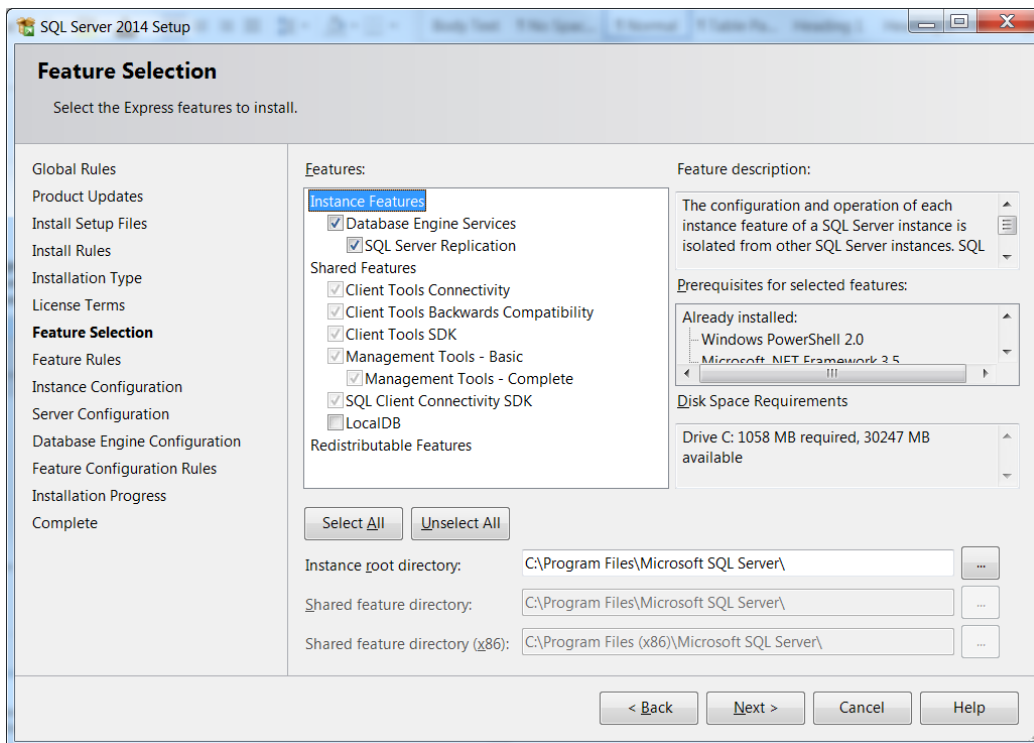 SQL Server 2014 Setup
Feature Selection
Select the Express features to install.
Global Rules
Product Updates
Install Setup Files
Install Rules
Installation Type
License Terms
Feature Selection
Feature Rules
Instance Configuration
Server Configuration
Database Engine Configuration
Feature Configuration Rules
Installation Progress
Complete
Features:
Instance Features
Database Engine Services
SQL Server Replication
Shared Features
Client Tools Connectivity
Client Tools Backwards Compatibility
Client Tools SDK
Management Tools - Basic
Management Tools - Complete
SQL Client Connectivity SDK
LocalDB
Redistributable Features
Feature description:
The configuration and operation of each
instance feature of a SQL Server instance is
isolated from other SQL Server instances. SQL
Prerequisites for selected features:
Already installed:
Windows PowerShell 2.0
Microsoft .NET Framework 3.5
Disk Space Requirements
Drive C: 1058 MB required, 30247 MB
available
Select All
Unselect All
Instance root directory:
C:\Program Files\Microsoft SQL Server\
...
Shared feature directory:
C:\Program Files\Microsoft SQL Server\
...
Shared feature directory (x86):
C:\Program Files (x86)\Microsoft SQL Server\
...
< Back
Next >
Cancel
Help